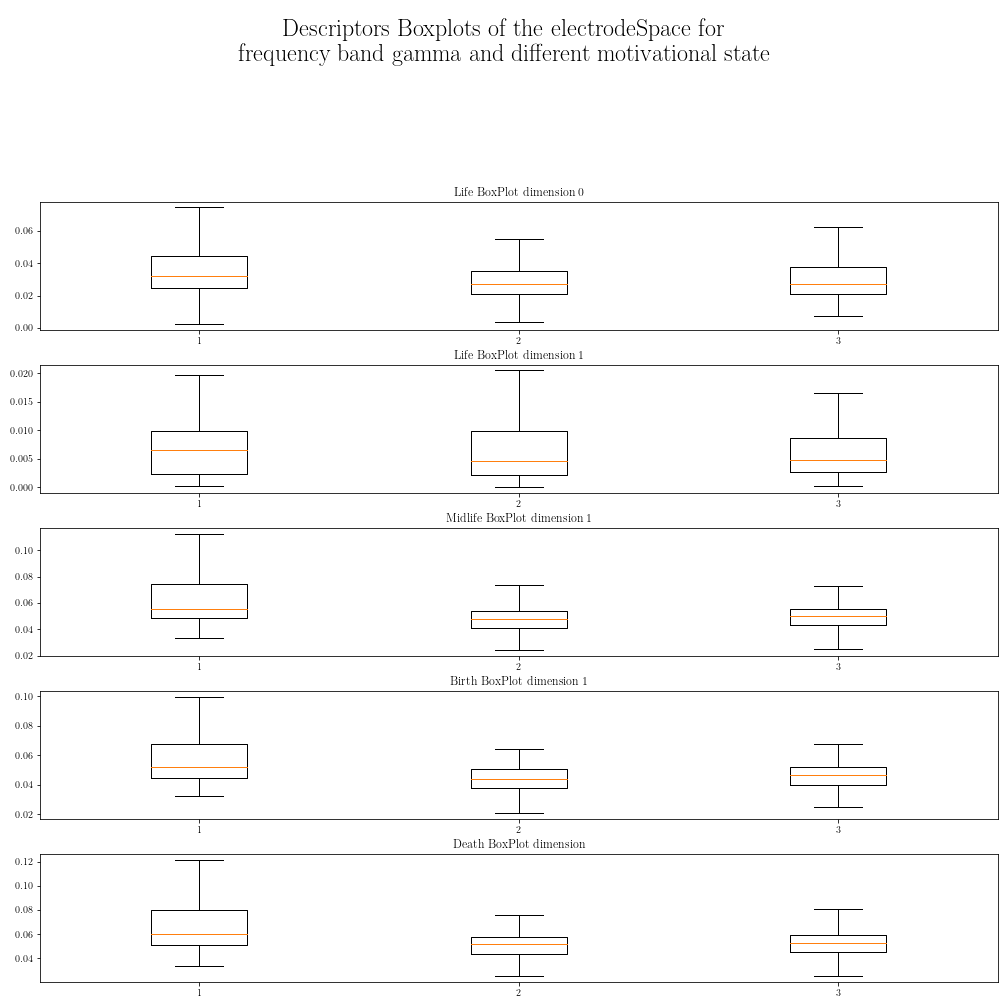 Descriptors Boxplots of the electrodeSpace for
frequency band gamma and different motivational state
Life BoxPlot dimension 0
0.06
0.04
0.02
0.00
1 2 3
Life BoxPlot dimension 1
0.020
0.015
0.010
0.005
0.000
1 2 3
Midlife BoxPlot dimension 1
0.10
0.08
0.06
0.04
0.02
1 2 3
Birth BoxPlot dimension 1
0.10
0.08
0.06
0.04
0.02
1 2 3
Death BoxPlot dimension
0.12
0.10
0.08
0.06
0.04
1 2 3